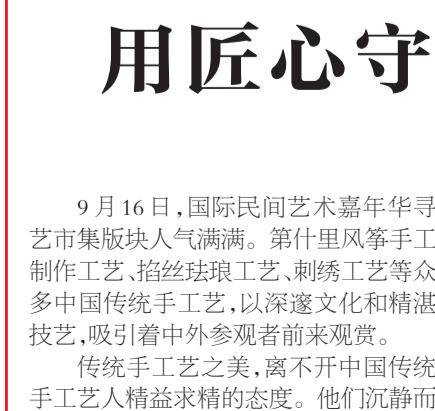 用匠心守
9月16日,国际民间艺术嘉年华寻
艺市集版块人气满满。第什里风筝手工
制作工艺、掐丝珐琅工艺、刺绣工艺等众
多中国传统手工艺,以深邃文化和精湛
技艺,吸引着中外参观者前来观赏。
传统手工艺之美,离不开中国传统
手工艺人精益求精的态度。他们沉静而